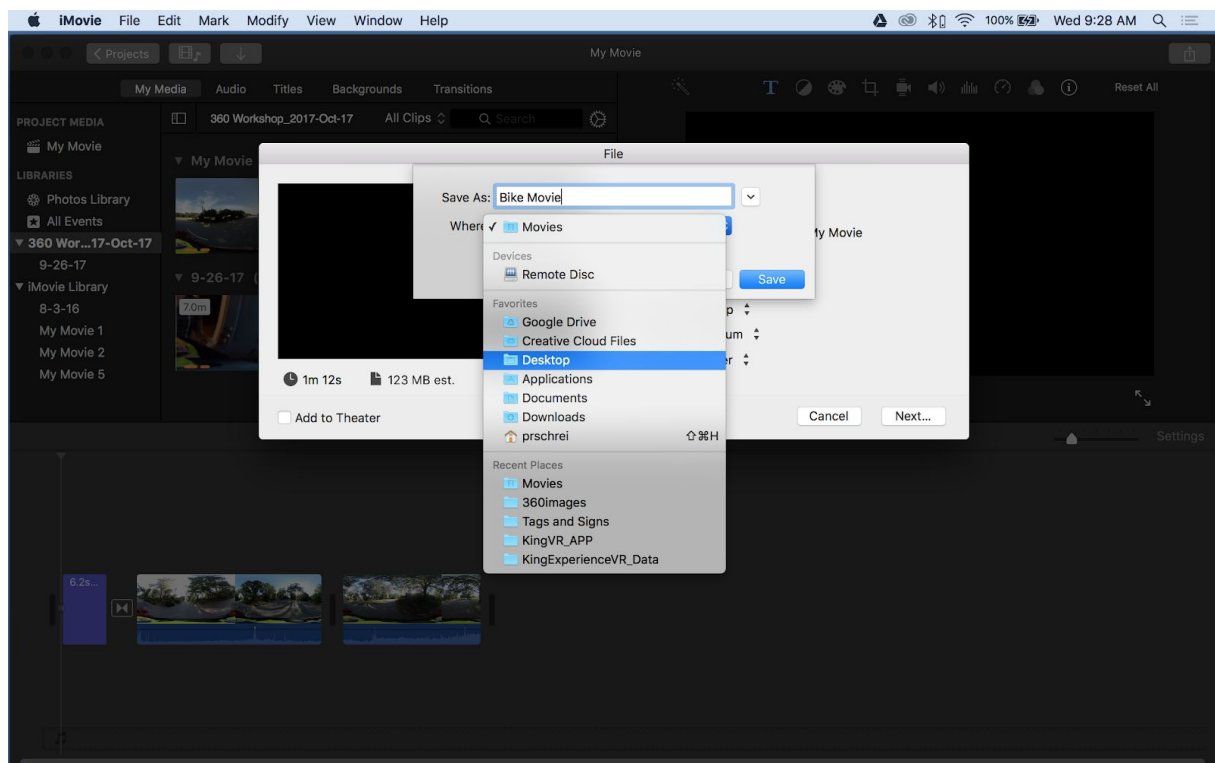 iMovie File Edit Mark Modify View Window Help 100% Wed 9:28 AM
Projects My Movie
My Media Audio Titles Backgrounds Transitions T Reset All
PROJECT MEDIA
My Movie
LIBRARIES
Photos Library
All Events
360 Wor...17-Oct-17
9-26-17
iMovie Library
8-3-16
My Movie 1
My Movie 2
My Movie 5
360 Workshop_2017-Oct-17 All Clips Search
My Movie
9-26-17 (
7.0m
File
Save As: Bike Movie
Where
My Movie
Save
Movies
Devices
Remote Disc
Favorites
Google Drive
Creative Cloud Files
Desktop
Applications
Documents
Downloads
prschrei ⇧⌘H
Recent Places
Movies
360images
Tags and Signs
KingVR_APP
KingExperienceVR_Data
1m 12s 123 MB est.
Add to Theater
Cancel Next...
Settings
6.2s...